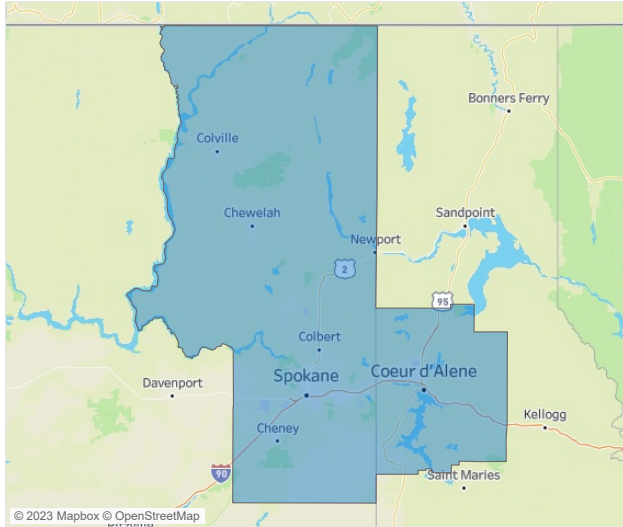 Bonners Ferry
Colville
Chewelah
Sandpoint
Newport
2
95
Colbert
Spokane
Coeur d'Alene
Davenport
Kellogg
Cheney
90
Saint Maries
© 2023 Mapbox © OpenStreetMap